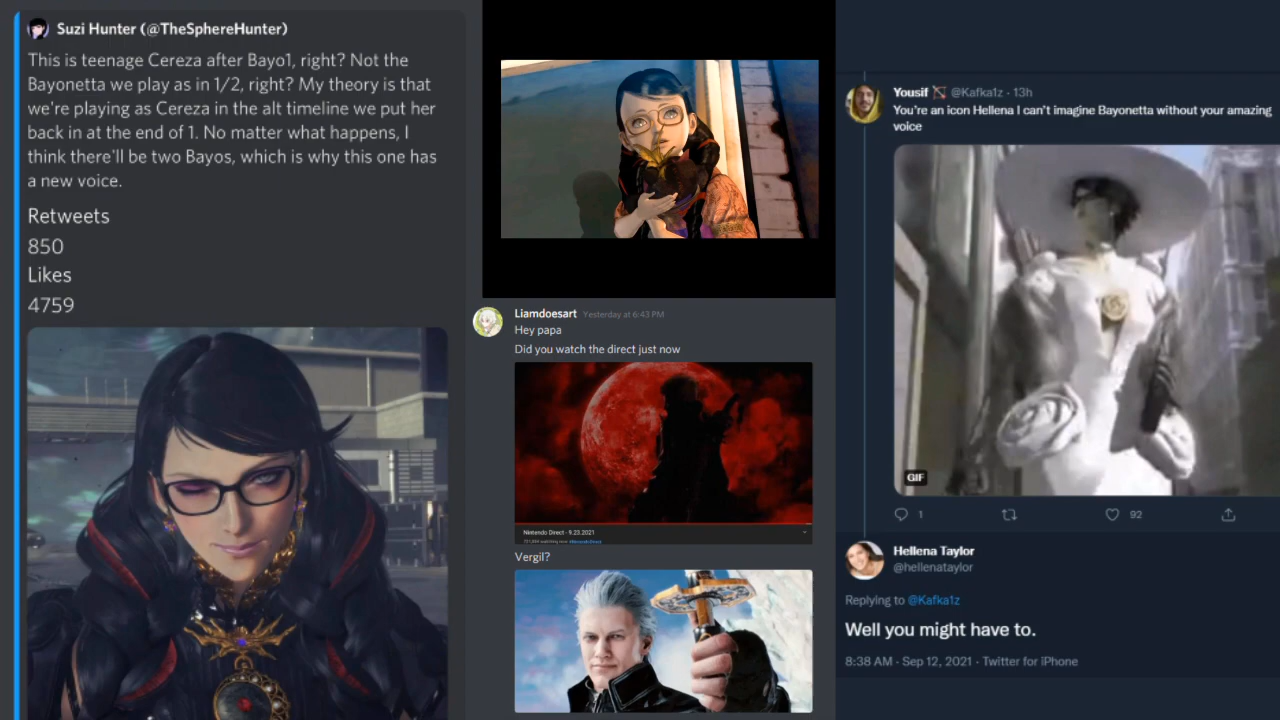 Suzi Hunter (@TheSphereHunter)
This is teenage Cereza after Bayo1, right? Not the
Bayonetta we play as in 1/2, right? My theory is that
we're playing as Cereza in the alt timeline we put her
back in at the end of 1. No matter what happens, I
think there'll be two Bayos, which is why this one has
a new voice.
Retweets
850
Likes
4759
Liamdoesart Yesterday at 6:43 PM
Hey papa
Did you watch the direct just now
Nintendo Direct - 9.23.2021
Vergil?
Yousif @Kafka1z · 13h
You're an icon Hellena I can't imagine Bayonetta without your amazing
voice
GIF
1
92
Hellena Taylor
@hellenataylor
Replying to @Kafka1z
Well you might have to.
8:38 AM · Sep 12, 2021 · Twitter for iPhone